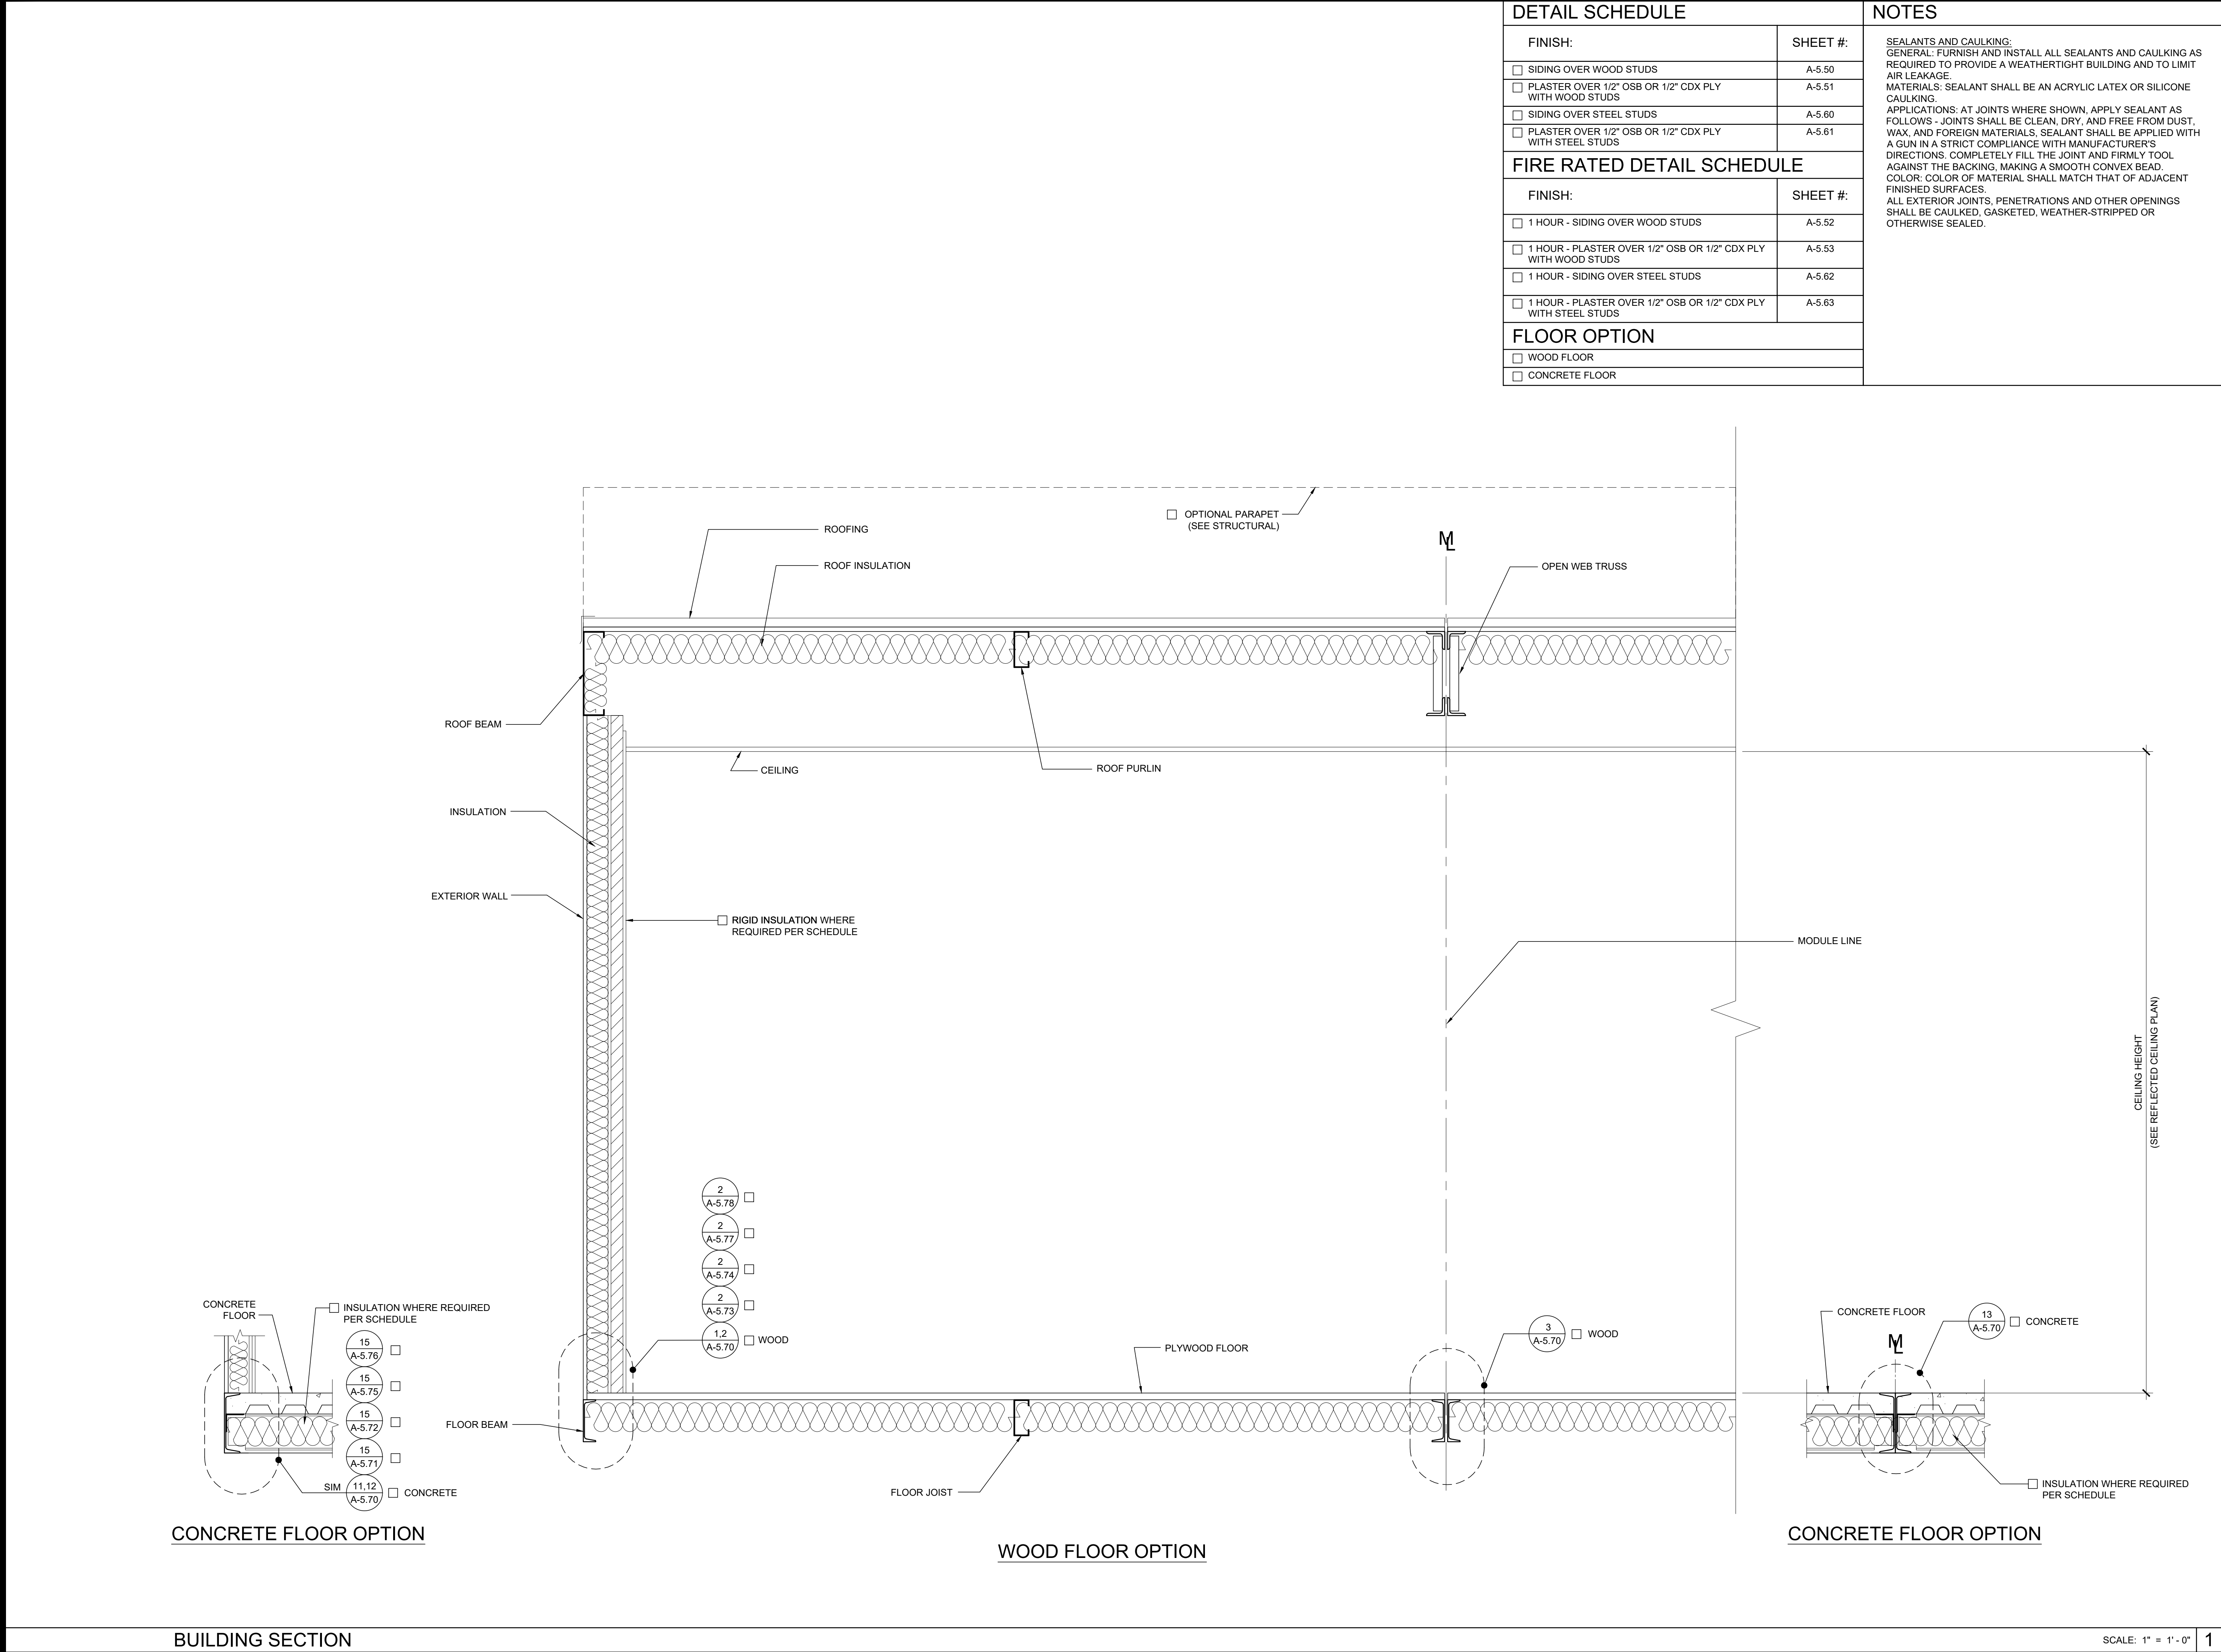 DETAIL SCHEDULE
FINISH: SHEET #:
SIDING OVER WOOD STUDS A-5.50
PLASTER OVER 1/2" OSB OR 1/2" CDX PLY A-5.51
WITH WOOD STUDS
SIDING OVER STEEL STUDS A-5.60
PLASTER OVER 1/2" OSB OR 1/2" CDX PLY A-5.61
WITH STEEL STUDS
FIRE RATED DETAIL SCHEDULE
FINISH: SHEET #:
1 HOUR - SIDING OVER WOOD STUDS A-5.52
1 HOUR - PLASTER OVER 1/2" OSB OR 1/2" CDX PLY A-5.53
WITH WOOD STUDS
1 HOUR - SIDING OVER STEEL STUDS A-5.62
1 HOUR - PLASTER OVER 1/2" OSB OR 1/2" CDX PLY A-5.63
WITH STEEL STUDS
FLOOR OPTION
WOOD FLOOR
CONCRETE FLOOR
NOTES
SEALANTS AND CAULKING:
GENERAL: FURNISH AND INSTALL ALL SEALANTS AND CAULKING AS
REQUIRED TO PROVIDE A WEATHERTIGHT BUILDING AND TO LIMIT
AIR LEAKAGE.
MATERIALS: SEALANT SHALL BE AN ACRYLIC LATEX OR SILICONE
CAULKING.
APPLICATIONS: AT JOINTS WHERE SHOWN, APPLY SEALANT AS
FOLLOWS - JOINTS SHALL BE CLEAN, DRY, AND FREE FROM DUST,
WAX, AND FOREIGN MATERIALS, SEALANT SHALL BE APPLIED WITH
A GUN IN A STRICT COMPLIANCE WITH MANUFACTURER'S
DIRECTIONS. COMPLETELY FILL THE JOINT AND FIRMLY TOOL
AGAINST THE BACKING, MAKING A SMOOTH CONVEX BEAD.
COLOR: COLOR OF MATERIAL SHALL MATCH THAT OF ADJACENT
FINISHED SURFACES.
ALL EXTERIOR JOINTS, PENETRATIONS AND OTHER OPENINGS
SHALL BE CAULKED, GASKETED, WEATHER-STRIPPED OR
OTHERWISE SEALED.
OPTIONAL PARAPET
(SEE STRUCTURAL)
ROOFING
ML
ROOF INSULATION
OPEN WEB TRUSS
ROOF BEAM
CEILING
ROOF PURLIN
INSULATION
EXTERIOR WALL
RIGID INSULATION WHERE
REQUIRED PER SCHEDULE
MODULE LINE
CEILING HEIGHT
(SEE REFLECTED CEILING PLAN)
2
A-5.78
2
A-5.77
2
A-5.74
2
A-5.73
1,2
A-5.70
WOOD
3
A-5.70
WOOD
PLYWOOD FLOOR
FLOOR BEAM
FLOOR JOIST
CONCRETE
FLOOR
INSULATION WHERE REQUIRED
PER SCHEDULE
15
A-5.76
15
A-5.75
15
A-5.72
15
A-5.71
SIM
11,12
A-5.70
CONCRETE
CONCRETE FLOOR
13
A-5.70
CONCRETE
ML
INSULATION WHERE REQUIRED
PER SCHEDULE
CONCRETE FLOOR OPTION
WOOD FLOOR OPTION
CONCRETE FLOOR OPTION
BUILDING SECTION
SCALE: 1" = 1' - 0"
1